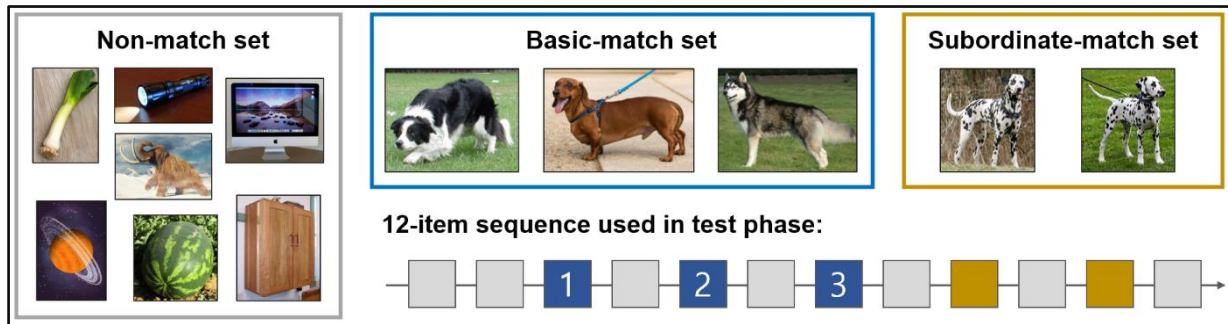 Non-match set
Basic-match set
Subordinate-match set
12-item sequence used in test phase:
1
2
3